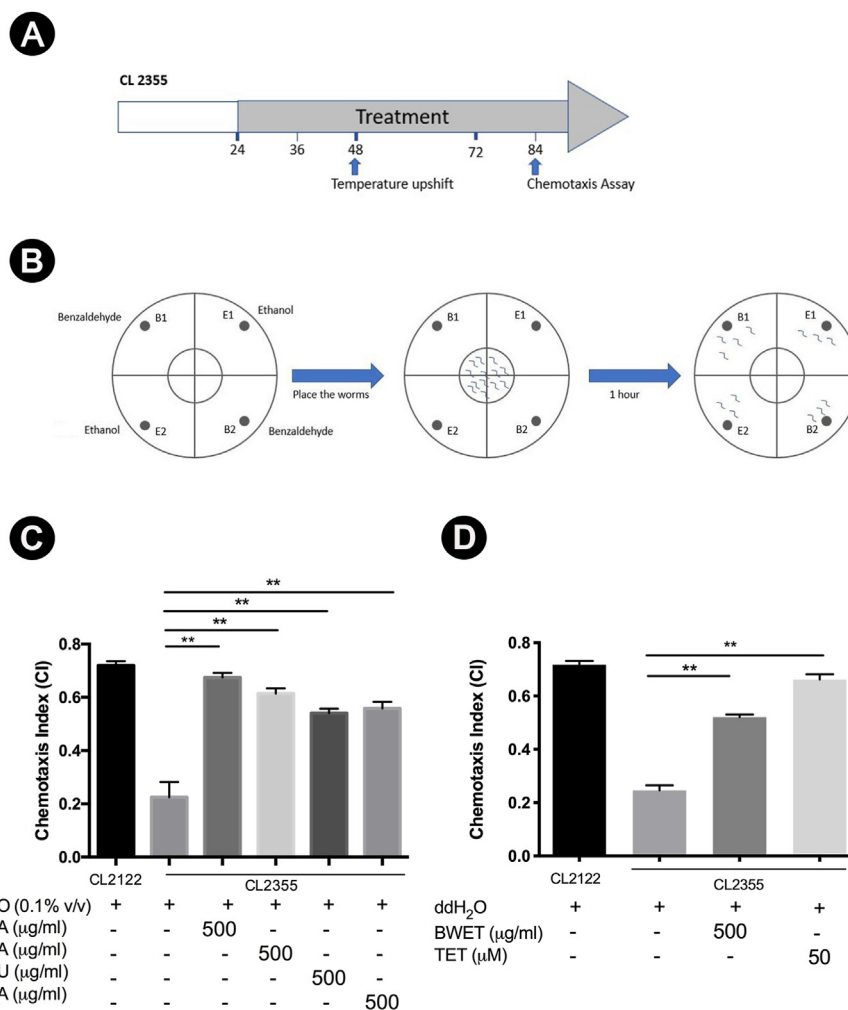 A
CL 2355
Treatment
24 36 48 72 84
Temperature upshift Chemotaxis Assay
B
Benzaldehyde B1 E1 Ethanol
Ethanol E2 B2 Benzaldehyde
Place the worms
B1 E1
E2 B2
1 hour
B1 E1
E2 B2
C
**
**
**
**
Chemotaxis Index (CI)
0.8
0.6
0.4
0.2
0.0
CL2122 CL2355
O (0.1% v/v) + + + + + +
A (μg/ml) - - 500 - - -
A (μg/ml) - - - 500 - -
U (μg/ml) - - - - 500 -
A (μg/ml) - - - - - 500
D
**
**
Chemotaxis Index (CI)
0.8
0.6
0.4
0.2
0.0
CL2122 CL2355
ddH2O + + + +
BWET (μg/ml) - - 500 -
TET (μM) - - - 50